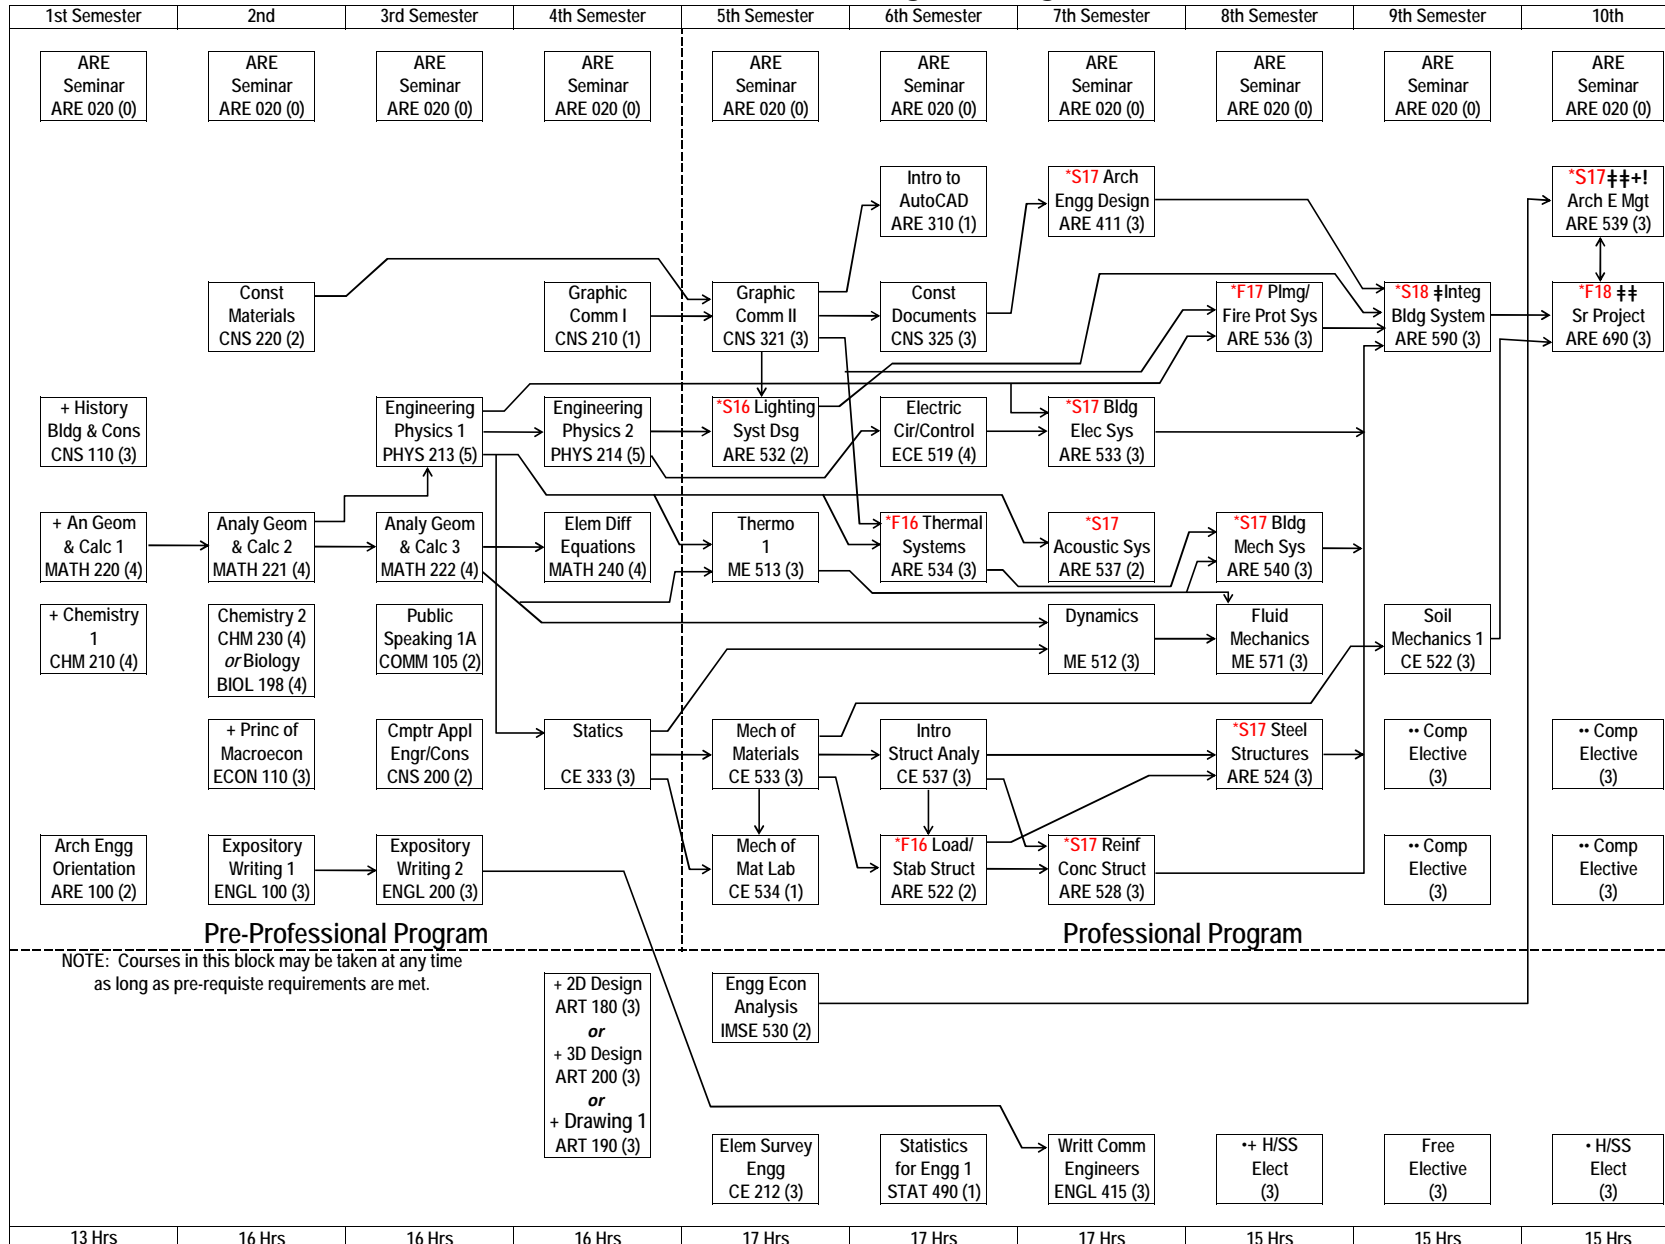 1st Semester
2nd
3rd Semester
4th Semester
5th Semester
6th Semester
7th Semester
8th Semester
9th Semester
10th
ARE
Seminar
ARE 020 (0)
ARE
Seminar
ARE 020 (0)
ARE
Seminar
ARE 020 (0)
ARE
Seminar
ARE 020 (0)
ARE
Seminar
ARE 020 (0)
ARE
Seminar
ARE 020 (0)
ARE
Seminar
ARE 020 (0)
ARE
Seminar
ARE 020 (0)
ARE
Seminar
ARE 020 (0)
ARE
Seminar
ARE 020 (0)
Intro to
AutoCAD
ARE 310 (1)
*S17 Arch
Engg Design
ARE 411 (3)
*S17‡‡+!
Arch E Mgt
ARE 539 (3)
Const
Materials
CNS 220 (2)
Graphic
Comm I
CNS 210 (1)
Graphic
Comm II
CNS 321 (3)
Const
Documents
CNS 325 (3)
*F17 Plmg/
Fire Prot Sys
ARE 536 (3)
*S18 ‡Integ
Bldg System
ARE 590 (3)
*F18 ‡‡
Sr Project
ARE 690 (3)
+ History
Bldg & Cons
CNS 110 (3)
Engineering
Physics 1
PHYS 213 (5)
Engineering
Physics 2
PHYS 214 (5)
*S16 Lighting
Syst Dsg
ARE 532 (2)
Electric
Cir/Control
ECE 519 (4)
*S17 Bldg
Elec Sys
ARE 533 (3)
+ An Geom
& Calc 1
MATH 220 (4)
Analy Geom
& Calc 2
MATH 221 (4)
Analy Geom
& Calc 3
MATH 222 (4)
Elem Diff
Equations
MATH 240 (4)
Thermo
1
ME 513 (3)
*F16 Thermal
Systems
ARE 534 (3)
*S17
Acoustic Sys
ARE 537 (2)
*S17 Bldg
Mech Sys
ARE 540 (3)
+ Chemistry
1
CHM 210 (4)
Chemistry 2
CHM 230 (4)
or Biology
BIOL 198 (4)
Public
Speaking 1A
COMM 105 (2)
Dynamics
ME 512 (3)
Fluid
Mechanics
ME 571 (3)
Soil
Mechanics 1
CE 522 (3)
+ Princ of
Macroecon
ECON 110 (3)
Cmptr Appl
Engr/Cons
CNS 200 (2)
Statics
CE 333 (3)
Mech of
Materials
CE 533 (3)
Intro
Struct Analy
CE 537 (3)
*S17 Steel
Structures
ARE 524 (3)
•• Comp
Elective
(3)
•• Comp
Elective
(3)
Arch Engg
Orientation
ARE 100 (2)
Expository
Writing 1
ENGL 100 (3)
Expository
Writing 2
ENGL 200 (3)
Mech of
Mat Lab
CE 534 (1)
*F16 Load/
Stab Struct
ARE 522 (2)
*S17 Reinf
Conc Struct
ARE 528 (3)
•• Comp
Elective
(3)
•• Comp
Elective
(3)
Pre-Professional Program
Professional Program
NOTE: Courses in this block may be taken at any time
as long as pre-requiste requirements are met.
+ 2D Design
ART 180 (3)
or
+ 3D Design
ART 200 (3)
or
+ Drawing 1
ART 190 (3)
Engg Econ
Analysis
IMSE 530 (2)
Elem Survey
Engg
CE 212 (3)
Statistics
for Engg 1
STAT 490 (1)
Writt Comm
Engineers
ENGL 415 (3)
•+ H/SS
Elect
(3)
Free
Elective
(3)
• H/SS
Elect
(3)
13 Hrs
16 Hrs
16 Hrs
16 Hrs
17 Hrs
17 Hrs
17 Hrs
15 Hrs
15 Hrs
15 Hrs